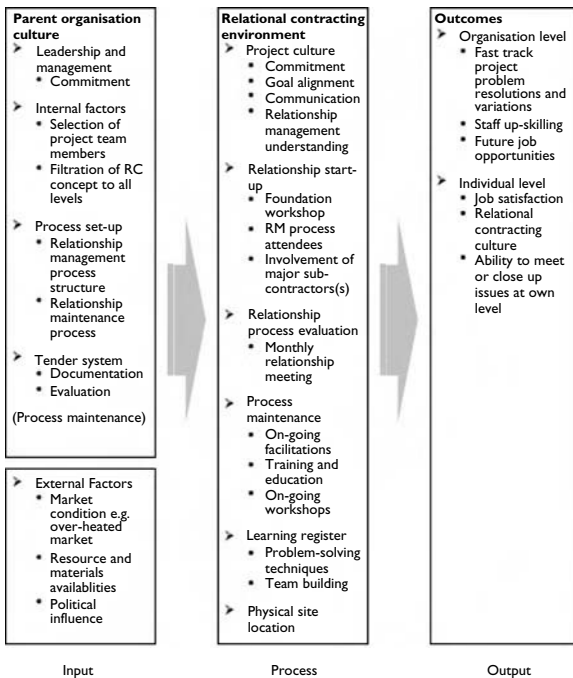 Parent organisation
culture
Leadership and
management
Commitment
Internal factors
Selection of
project team
members
Filtration of RC
concept to all
levels
Process set-up
Relationship
management
process
structure
Relationship
maintenance
process
Tender system
Documentation
Evaluation
(Process maintenance)
External Factors
Market
condition e.g.
over-heated
market
Resource and
materials
availablities
Political
influence
Input
Relational contracting
environment
Project culture
Commitment
Goal alignment
Communication
Relationship
management
understanding
Relationship start-
up
Foundation
workshop
RM process
attendees
Involvement of
major sub-
contractors(s)
Relationship
process evaluation
Monthly
relationship
meeting
Process
maintenance
On-going
facilitations
Training and
education
On-going
workshops
Learning register
Problem-solving
techniques
Team building
Physical site
location
Process
Outcomes
Organisation level
Fast track
project
problem
resolutions and
variations
Staff up-skilling
Future job
opportunities
Individual level
Job satisfaction
Relational
contracting
culture
Ability to meet
or close up
issues at own
level
Output